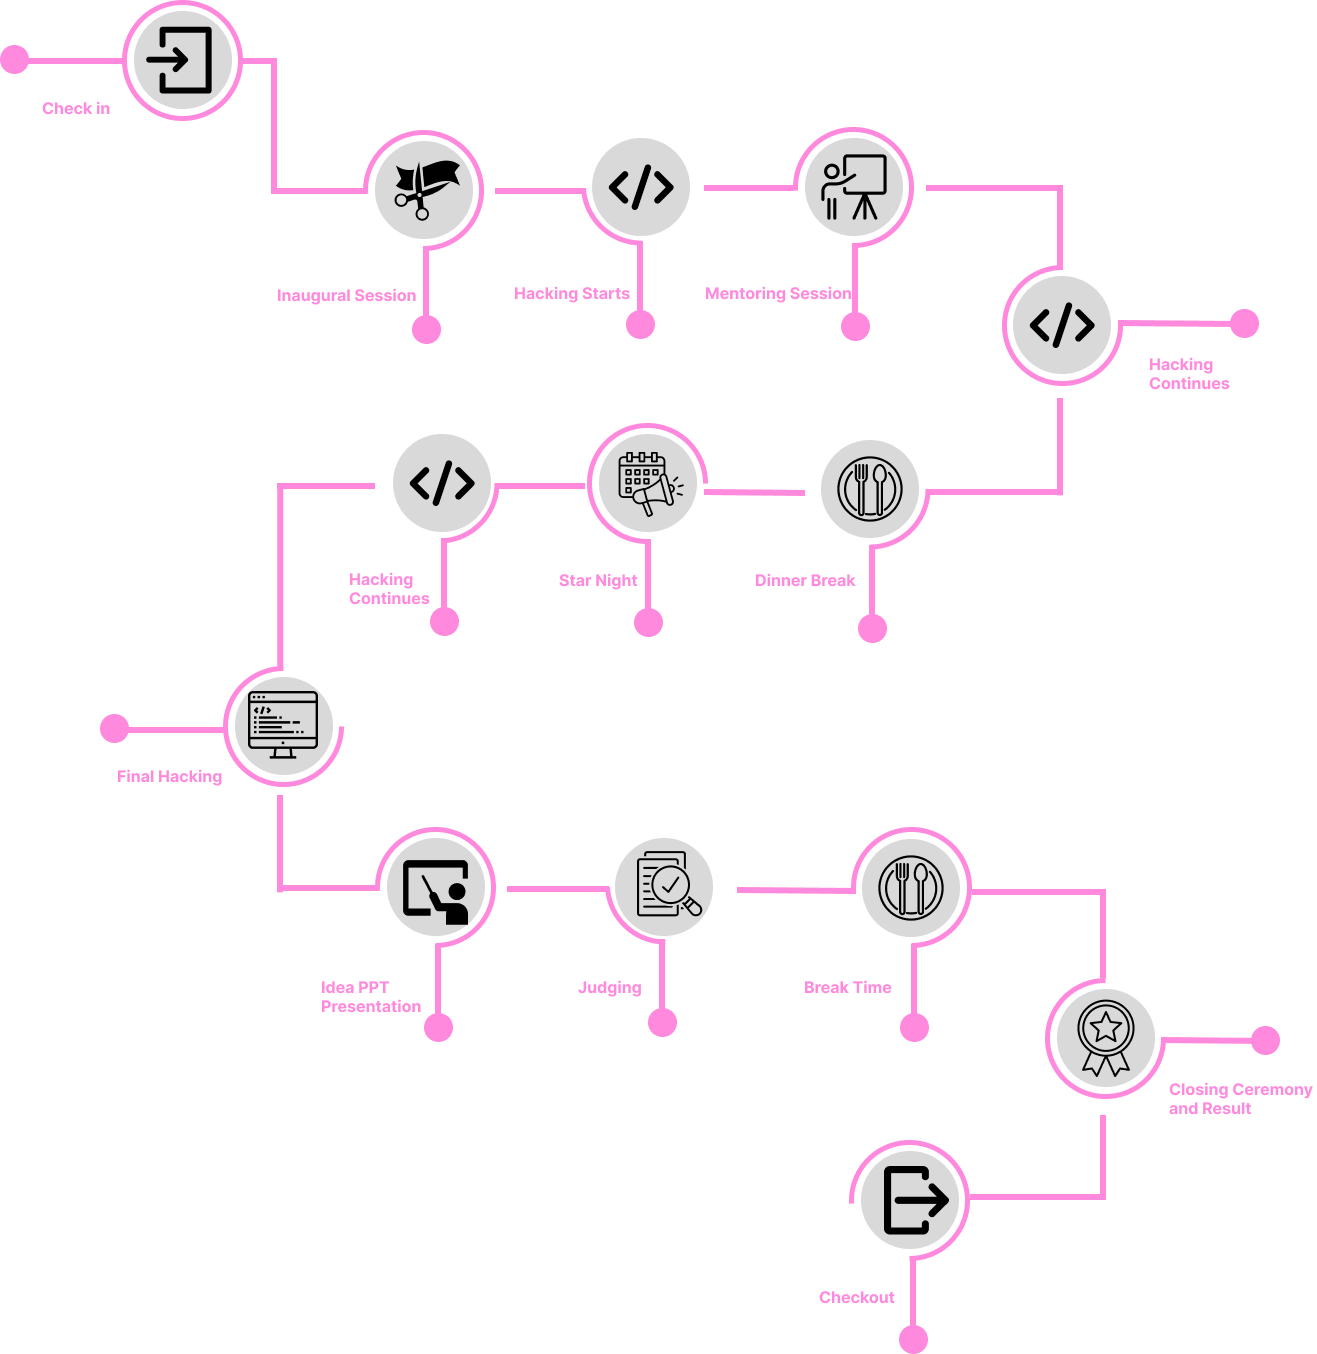 Check in
Inaugural Session
Hacking Starts
Mentoring Session
Hacking
Continues
Dinner Break
Star Night
Hacking
Continues
Final Hacking
Idea PPT
Presentation
Judging
Break Time
Closing Ceremony
and Result
Checkout